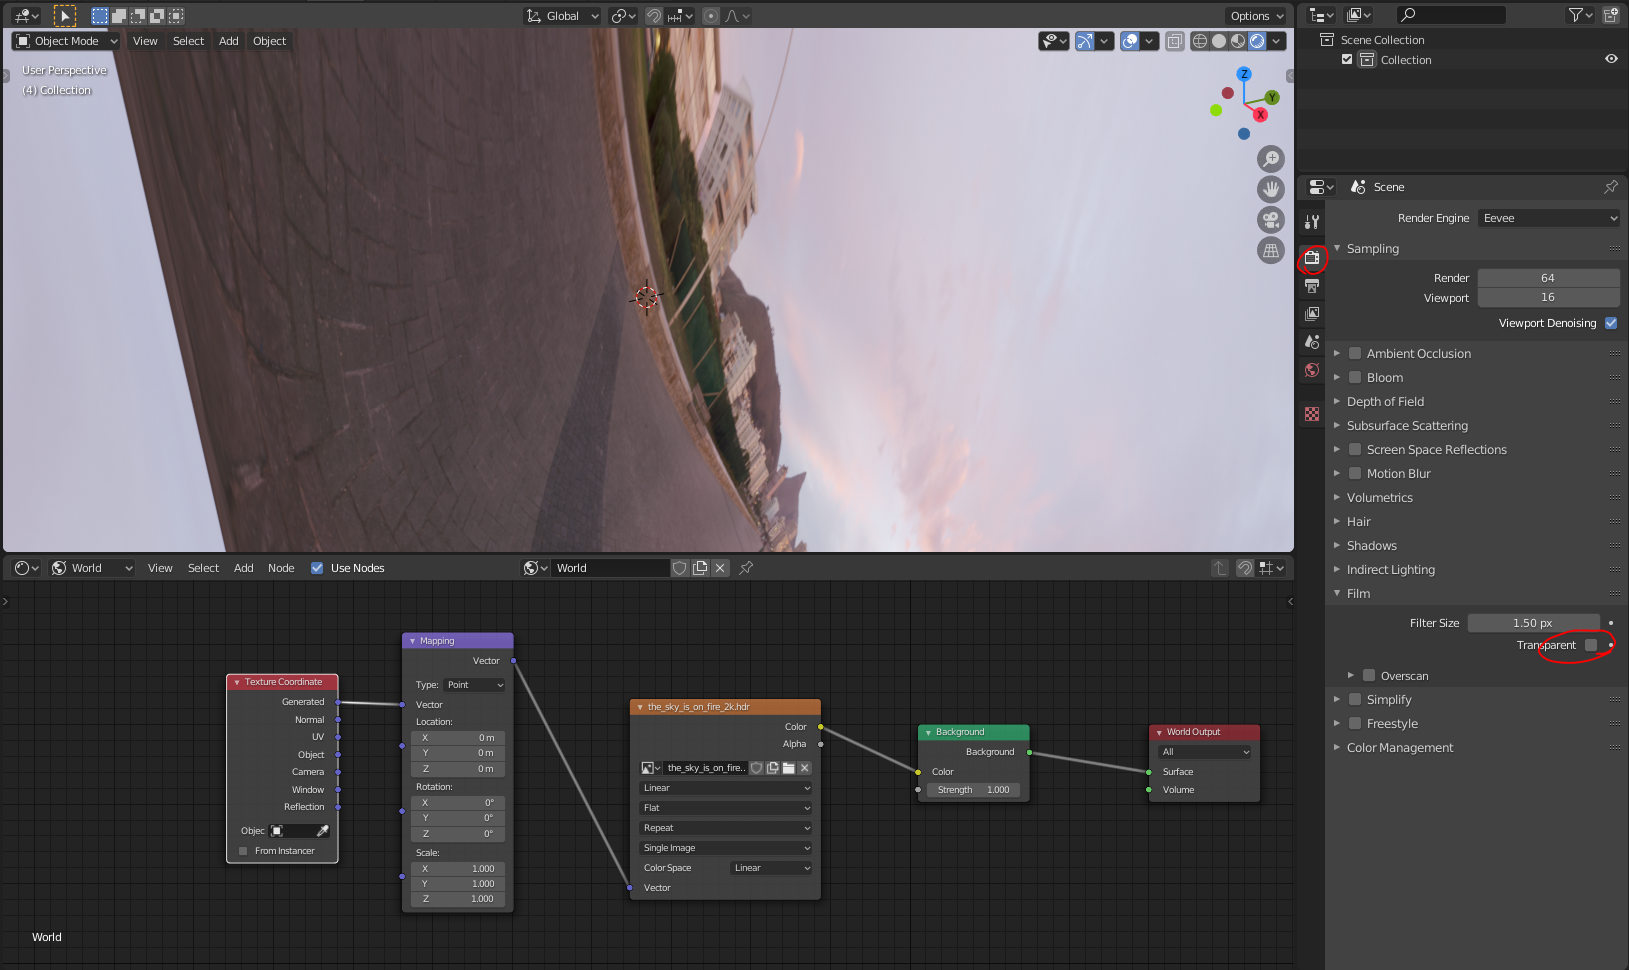 Global
Options
Object Mode
View
Select
Add
Object
User Perspective
(4) Collection
Z
Y
X
Scene Collection
Collection
Scene
Render Engine
Eevee
Sampling
Render
64
Viewport
16
Viewport Denoising
Ambient Occlusion
Bloom
Depth of Field
Subsurface Scattering
Screen Space Reflections
Motion Blur
Volumetrics
Hair
Shadows
Indirect Lighting
Film
Filter Size
1.50 px
Transparent
Overscan
Simplify
Freestyle
Color Management
World
View
Select
Add
Node
Use Nodes
World
Texture Coordinate
Generated
Normal
UV
Object
Camera
Window
Reflection
Objec
From Instancer
Mapping
Vector
Type:
Point
Vector
Location:
X 0 m
Y 0 m
Z 0 m
Rotation:
X 0°
Y 0°
Z 0°
Scale:
X 1.000
Y 1.000
Z 1.000
the_sky_is_on_fire_2k.hdr
Color
Alpha
the_sky_is_on_fire..
Linear
Flat
Repeat
Single Image
Color Space
Linear
Vector
Background
Background
Color
Strength 1.000
World Output
All
Surface
Volume
World